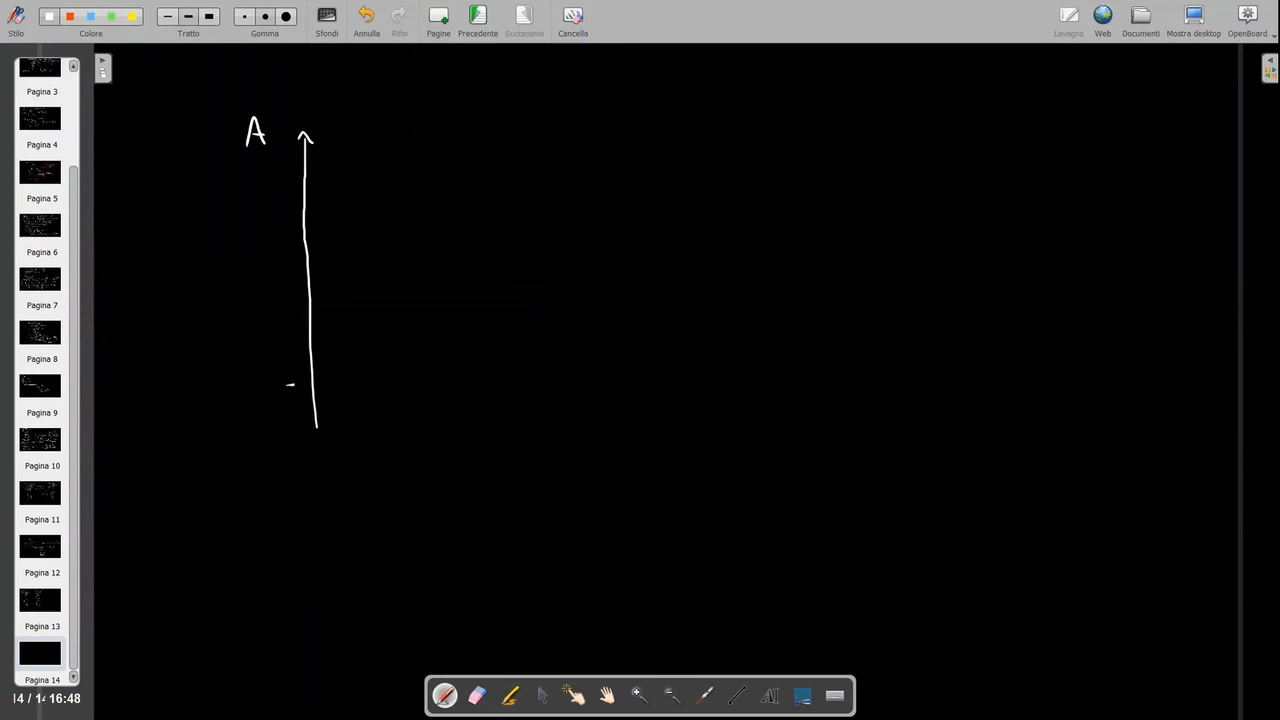 Stilo
Colore
Tratto
Gomma
Sfondi
Annulla
Rifai
Pagine
Precedente
Successivo
Cancella
Lavagna
Web
Documenti
Mostra desktop
OpenBoard
Pagina 3
Pagina 4
Pagina 5
Pagina 6
Pagina 7
Pagina 8
Pagina 9
Pagina 10
Pagina 11
Pagina 12
Pagina 13
Pagina 14
16:48
A
AI